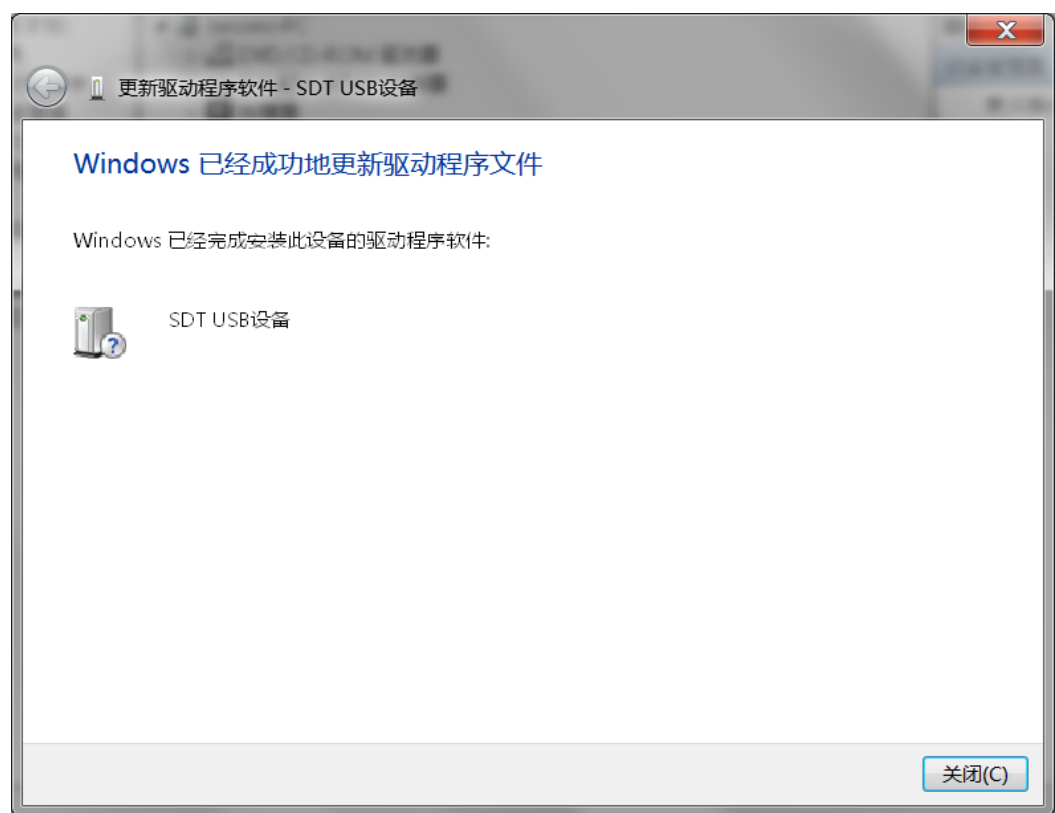 更新驱动程序软件 - SDT USB设备
Windows 已经成功地更新驱动程序文件
Windows 已经完成安装此设备的驱动程序软件:
SDT USB设备
关闭(C)